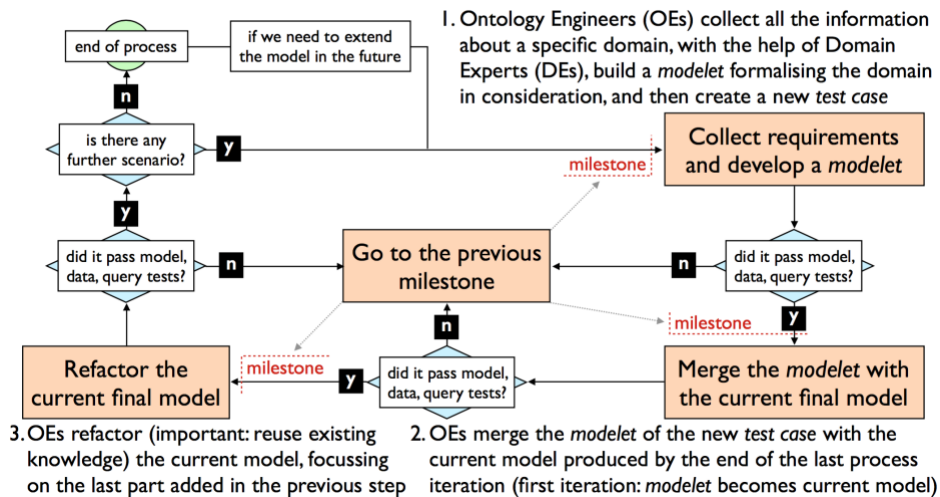 1. Ontology Engineers (OEs) collect all the information
about a specific domain, with the help of Domain
Experts (DEs), build a modelet formalising the domain
in consideration, and then create a new test case
end of process
if we need to extend
the model in the future
n
is there any
further scenario?
y
milestone
Collect requirements
and develop a modelet
y
did it pass model,
data, query tests?
n
Go to the previous
milestone
n
did it pass model,
data, query tests?
y
milestone
n
Refactor the
current final model
milestone
y
did it pass model,
data, query tests?
Merge the modelet with
the current final model
3. OEs refactor (important: reuse existing
knowledge) the current model, focussing
on the last part added in the previous step
2. OEs merge the modelet of the new test case with the
current model produced by the end of the last process
iteration (first iteration: modelet becomes current model)